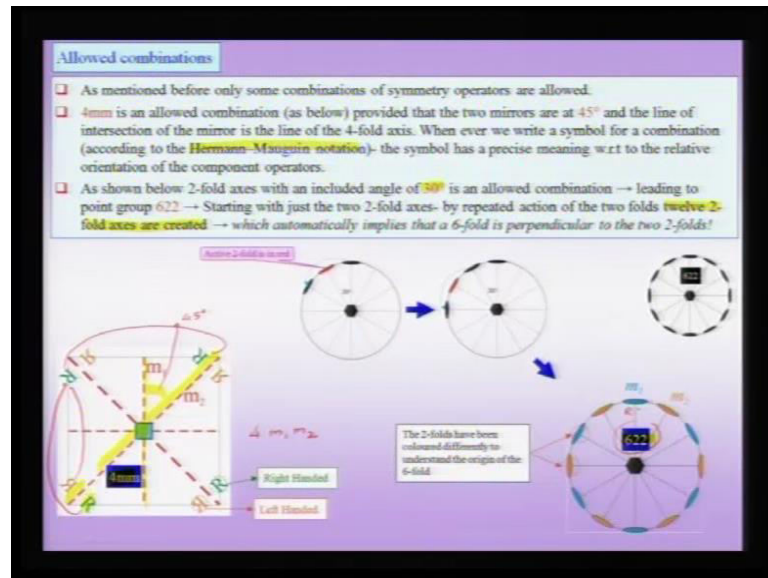 Allowed combinations
As mentioned before only some combinations of symmetry operators are allowed.
4mm is an allowed combination (as below) provided that the two mirrors are at 45° and the line of
intersection of the mirror is the line of the 4-fold axis. When ever we write a symbol for a combination
(according to the Hermann–Mauguin notation)- the symbol has a precise meaning w.r.t to the relative
orientation of the component operators.
As shown below 2-fold axes with an included angle of 30° is an allowed combination → leading to
point group 622 → Starting with just the two 2-fold axes- by repeated action of the two folds twelve 2-
fold axes are created → which automatically implies that a 6-fold is perpendicular to the two 2-folds!
Active 2-fold is in red
30°
30°
622
45°
R R
R R
R
m1
m2
4 m1 m2
4mm
R R
R
R
Right Handed
Left Handed
The 2-folds have been
coloured differently to
understand the origin of the
6-fold
m1
m2
622